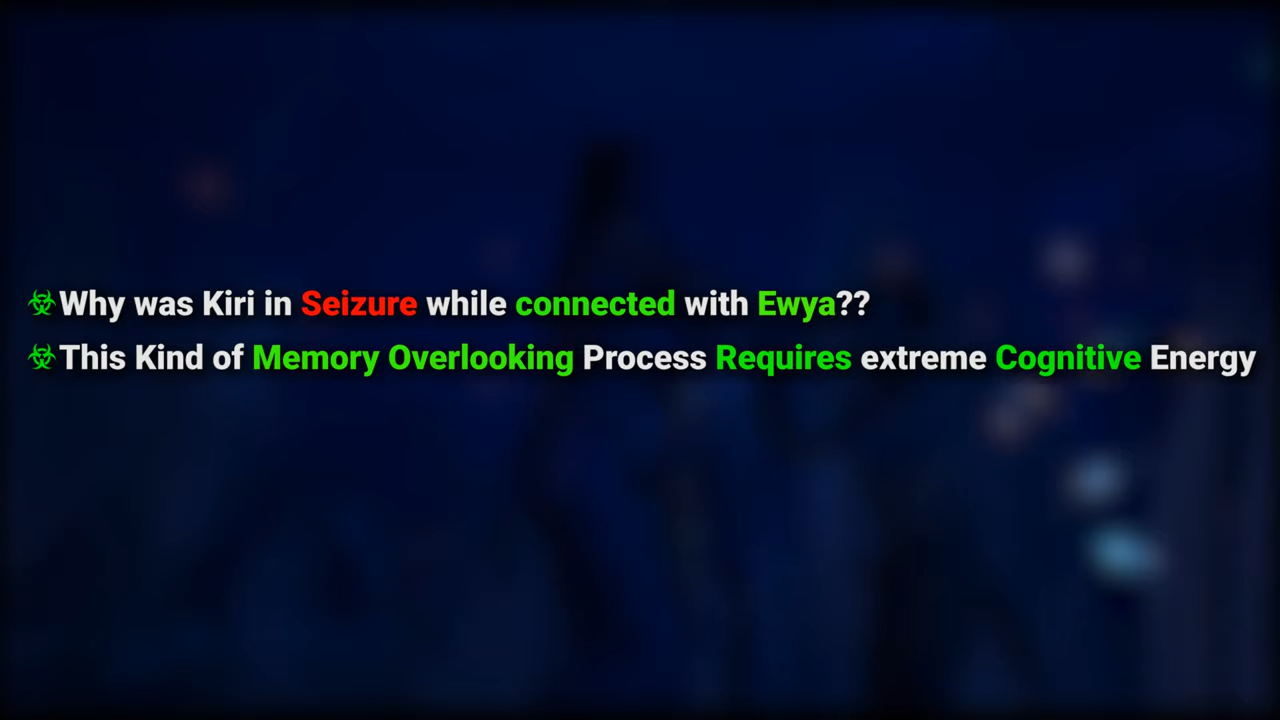 ☣Why was Kiri in Seizure while connected with Ewya??
☣This Kind of Memory Overlooking Process Requires extreme Cognitive Energy